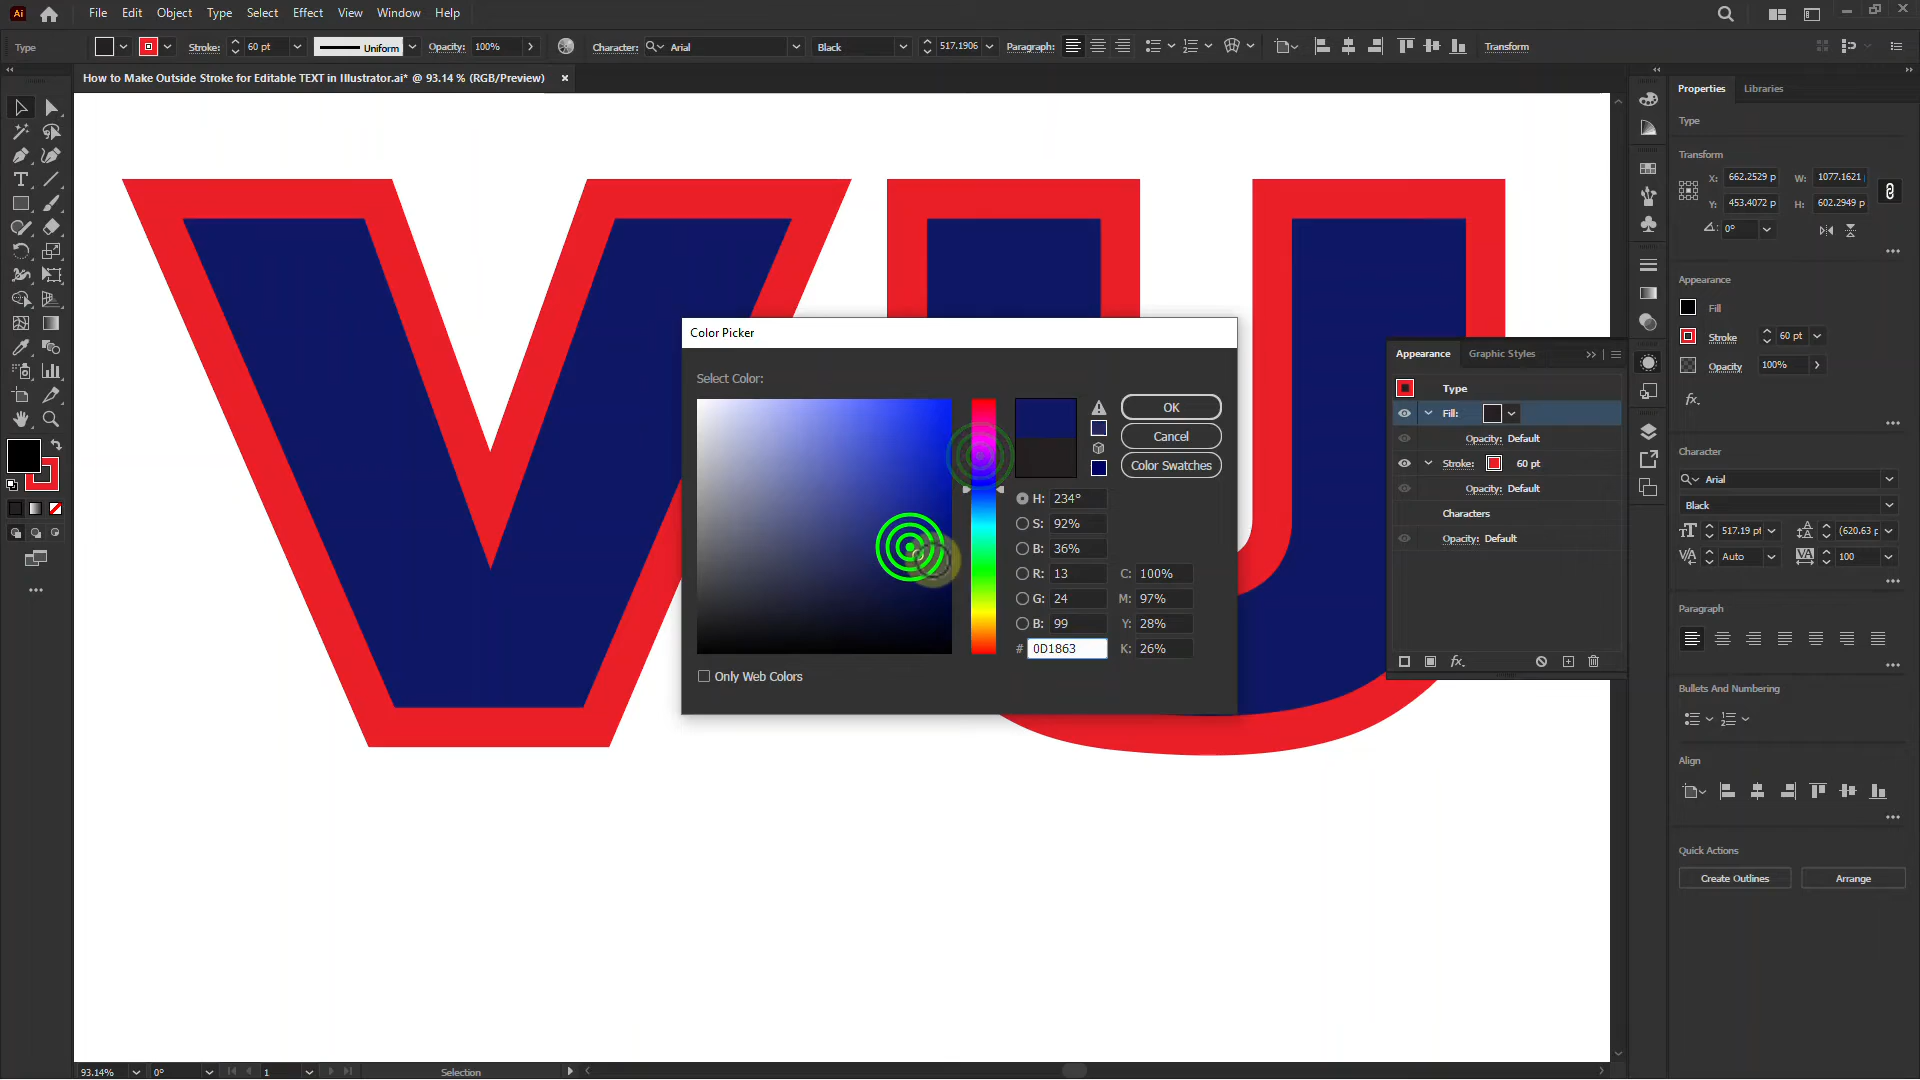 Ai File Edit Object Type Select Effect View Window Help
Type Stroke: 60 pt Uniform Opacity: 100% Character: Arial Black 517.1906 Paragraph: Transform
How to Make Outside Stroke for Editable TEXT in Illustrator.ai* @ 93.14 % (RGB/Preview)
VU
Color Picker
Select Color:
OK
Cancel
Color Swatches
H: 234°
S: 92%
B: 36%
R: 13 C: 100%
G: 24 M: 97%
B: 99 Y: 28%
# 0D1863 K: 26%
Only Web Colors
Appearance Graphic Styles
Type
Fill:
Opacity: Default
Stroke: 60 pt
Opacity: Default
Characters
Opacity: Default
fx.
Properties Libraries
Type
Transform
X: 662.2529 p W: 1077.1621
Y: 453.4072 p H: 602.2949 p
0°
Appearance
Fill
Stroke 60 pt
Opacity 100%
fx.
Character
Arial
Black
517.19 pt (620.63 p
Auto 100
Paragraph
Bullets And Numbering
Align
Quick Actions
Create Outlines Arrange
93.14% 0° 1 Selection